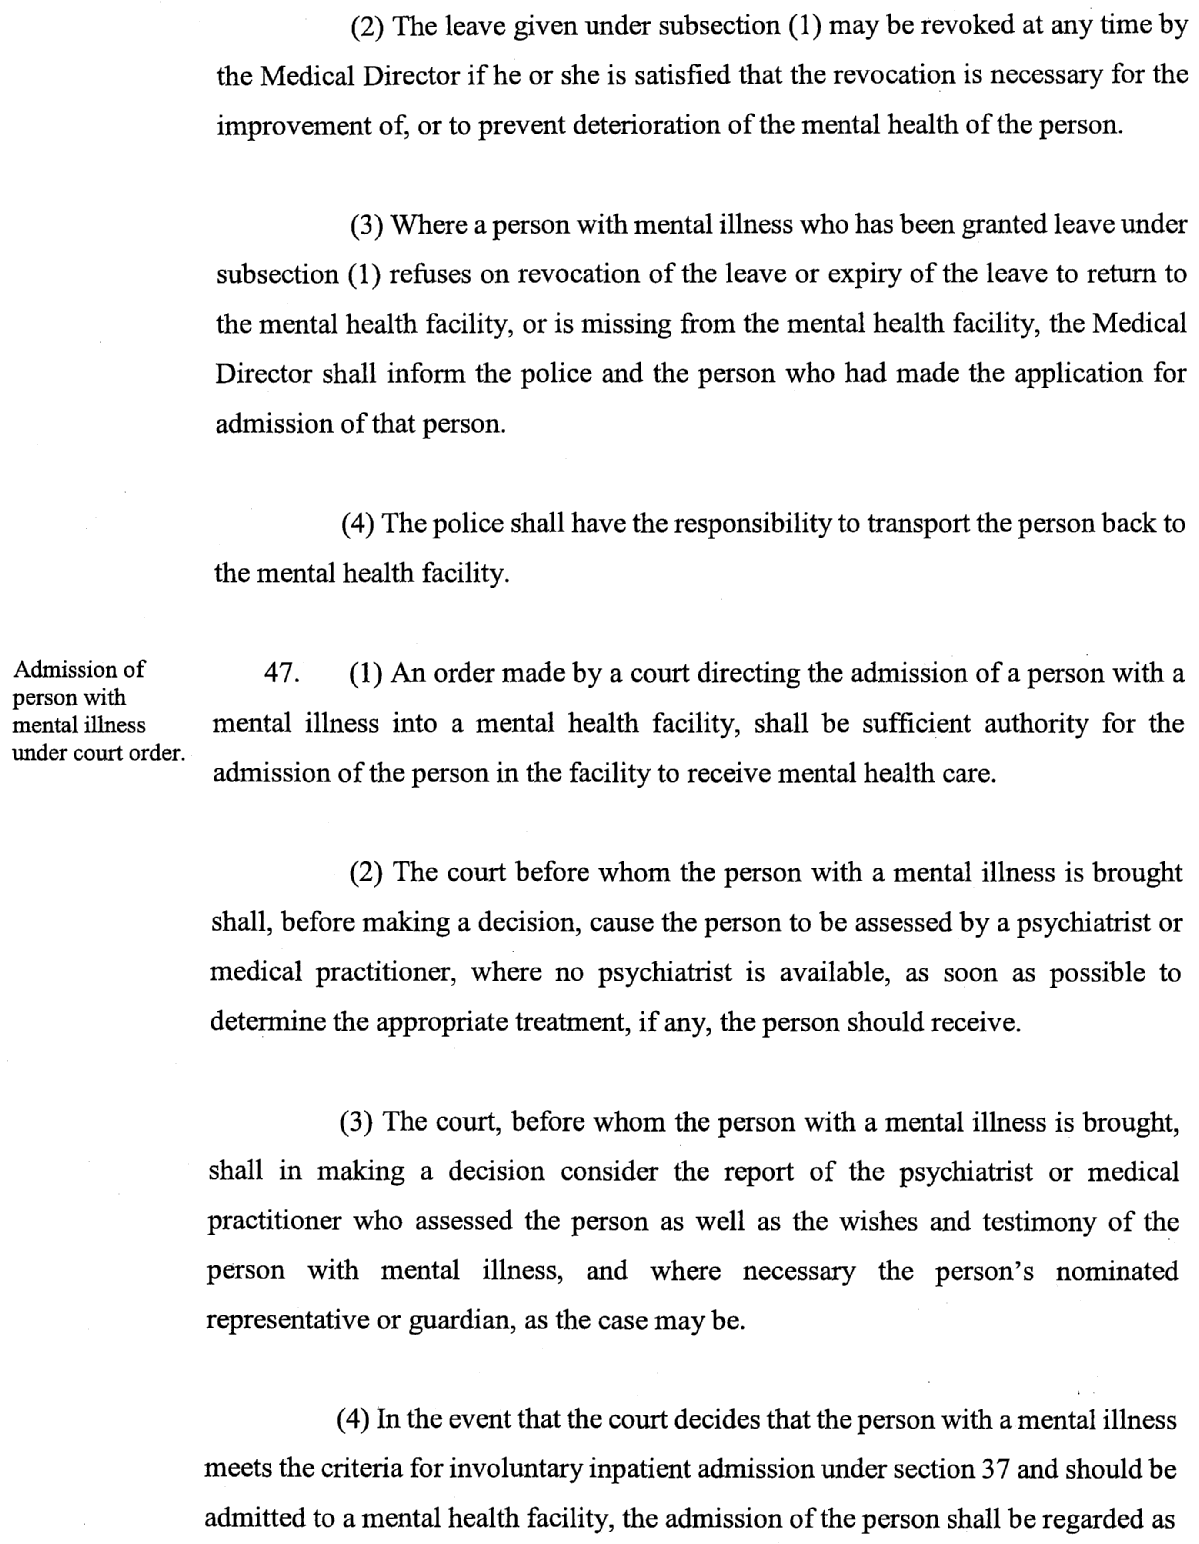 (2) The leave given under subsection (1) may be revoked at any time by
the Medical Director if he or she is satisfied that the revocation is necessary for the
improvement of, or to prevent deterioration of the mental health of the person.
(3) Where a person with mental illness who has been granted leave under
subsection (1) refuses on revocation of the leave or expiry of the leave to return to
the mental health facility, or is missing from the mental health facility, the Medical
Director shall inform the police and the person who had made the application for
admission of that person.
(4) The police shall have the responsibility to transport the person back to
the mental health facility.
Admission of
person with
mental illness
under court order.
47. (1) An order made by a court directing the admission of a person with a
mental illness into a mental health facility, shall be sufficient authority for the
admission of the person in the facility to receive mental health care.
(2) The court before whom the person with a mental illness is brought
shall, before making a decision, cause the person to be assessed by a psychiatrist or
medical practitioner, where no psychiatrist is available, as soon as possible to
determine the appropriate treatment, if any, the person should receive.
(3) The court, before whom the person with a mental illness is brought,
shall in making a decision consider the report of the psychiatrist or medical
practitioner who assessed the person as well as the wishes and testimony of the
person with mental illness, and where necessary the person's nominated
representative or guardian, as the case may be.
(4) In the event that the court decides that the person with a mental illness
meets the criteria for involuntary inpatient admission under section 37 and should be
admitted to a mental health facility, the admission of the person shall be regarded as